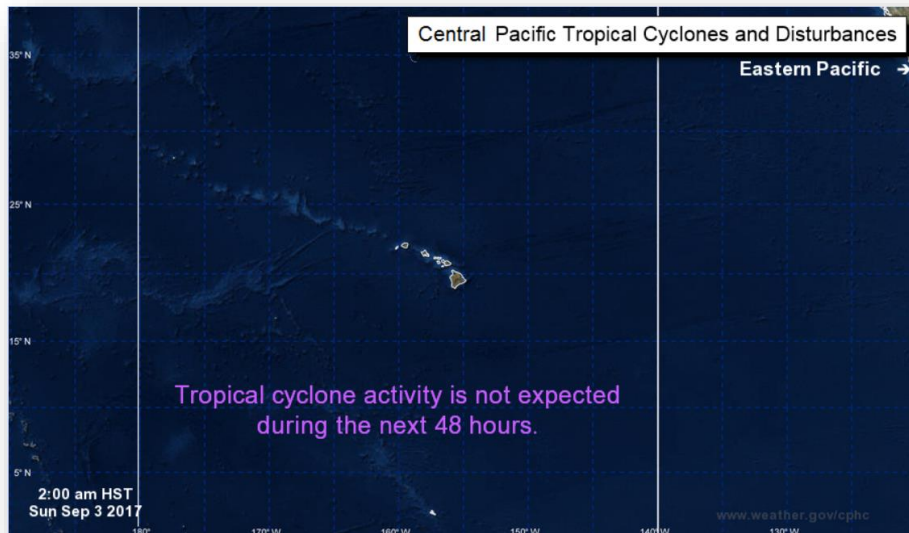 Central Pacific Tropical Cyclones and Disturbances
35° N
Eastern Pacific →
25° N
15° N
Tropical cyclone activity is not expected
during the next 48 hours.
5° N
2:00 am HST
Sun Sep 3 2017
www.weather.gov/cphc
180° 170° W 160° W 150° W 140° W 130° W